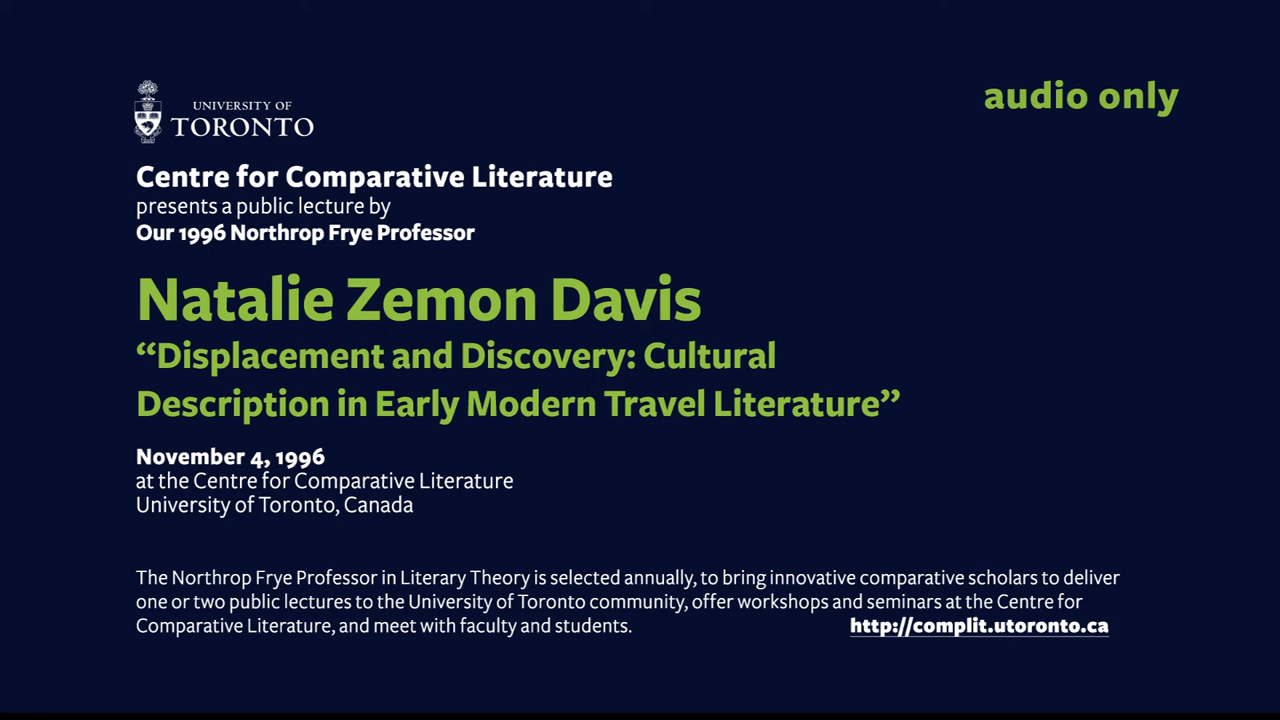 UNIVERSITY OF
TORONTO
audio only
Centre for Comparative Literature
presents a public lecture by
Our 1996 Northrop Frye Professor
Natalie Zemon Davis
“Displacement and Discovery: Cultural
Description in Early Modern Travel Literature”
November 4, 1996
at the Centre for Comparative Literature
University of Toronto, Canada
The Northrop Frye Professor in Literary Theory is selected annually, to bring innovative comparative scholars to deliver
one or two public lectures to the University of Toronto community, offer workshops and seminars at the Centre for
Comparative Literature, and meet with faculty and students.
http://complit.utoronto.ca